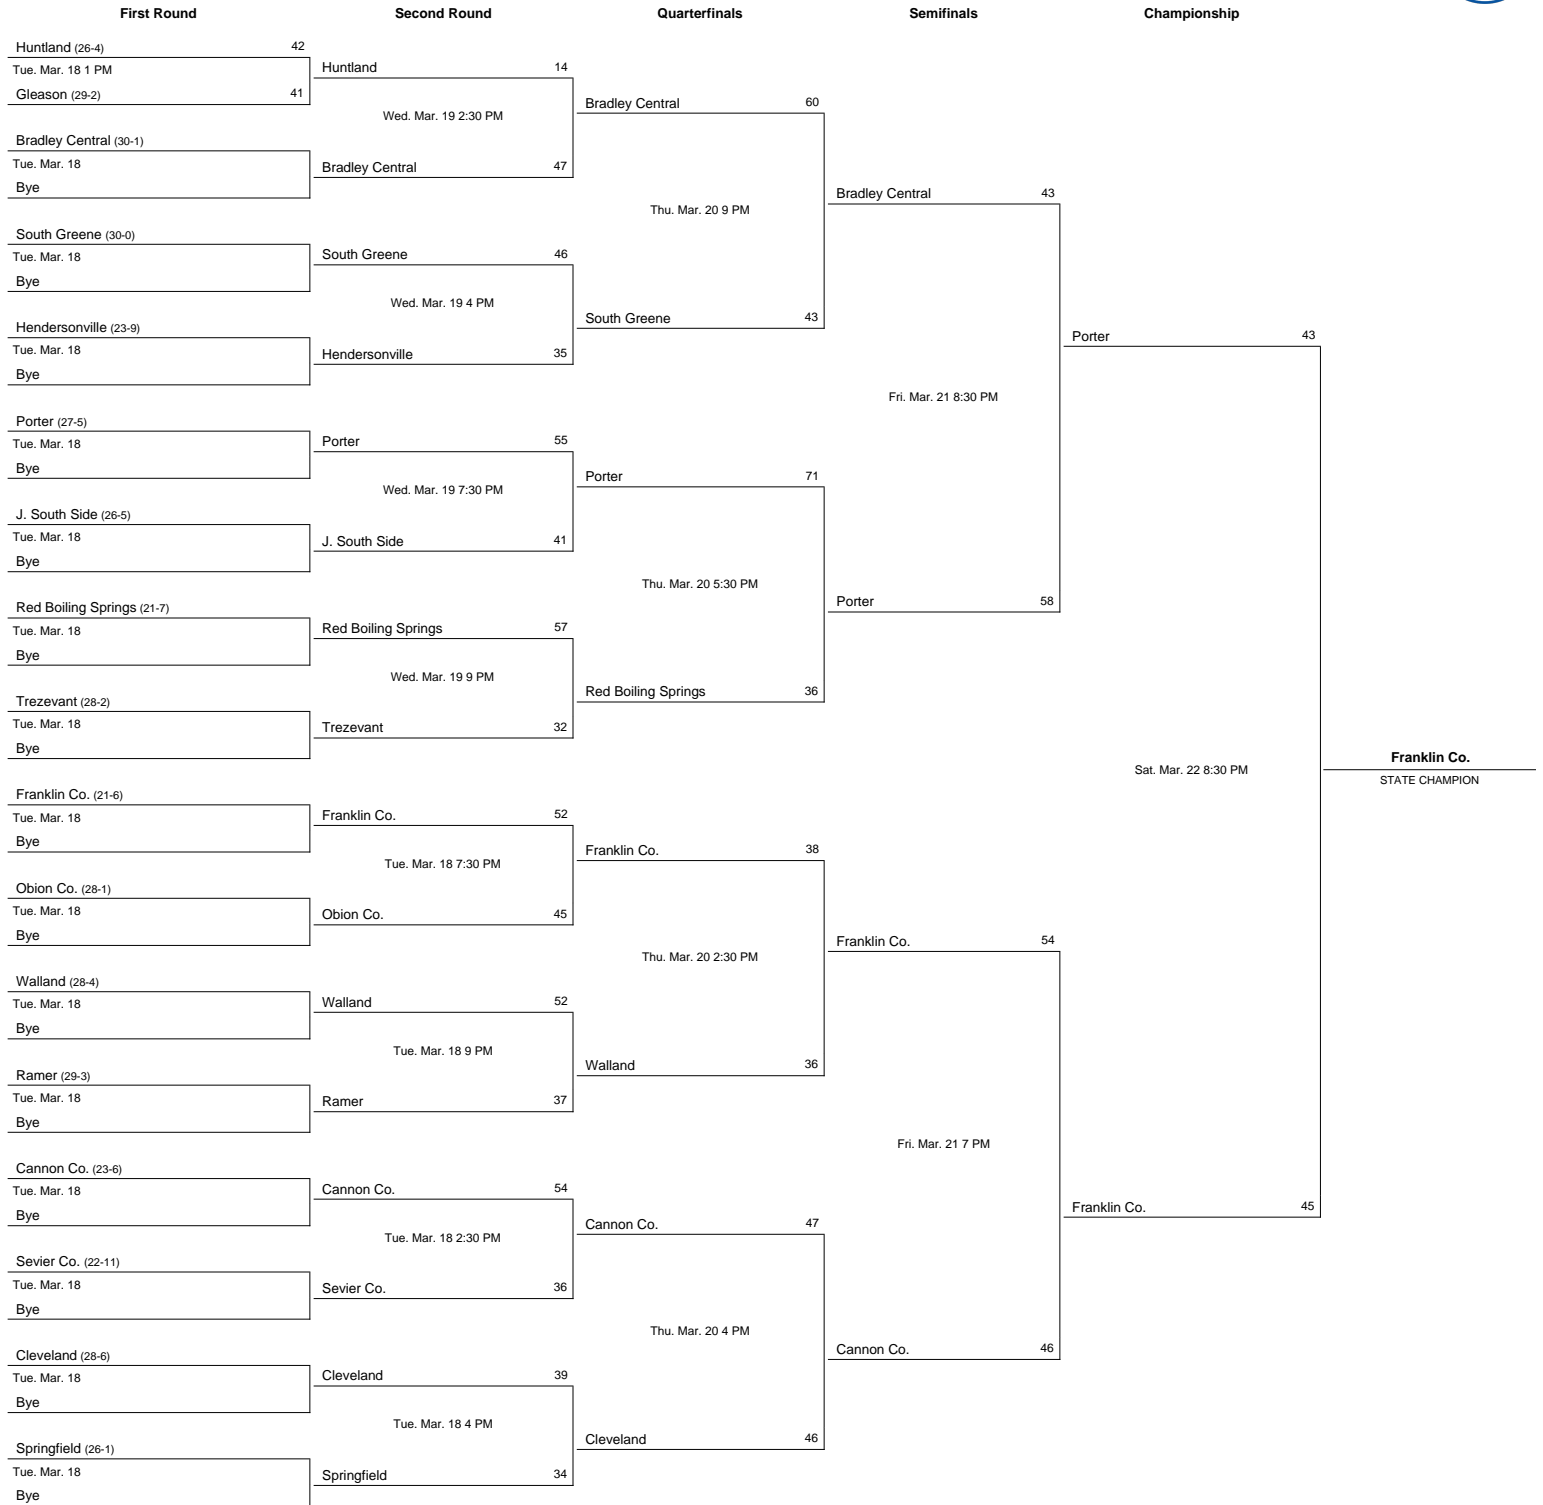 First Round
Second Round
Quarterfinals
Semifinals
Championship
Huntland (26-4) 42
Tue. Mar. 18 1 PM
Gleason (29-2) 41
Bradley Central (30-1)
Tue. Mar. 18
Bye
South Greene (30-0)
Tue. Mar. 18
Bye
Hendersonville (23-9)
Tue. Mar. 18
Bye
Porter (27-5)
Tue. Mar. 18
Bye
J. South Side (26-5)
Tue. Mar. 18
Bye
Red Boiling Springs (21-7)
Tue. Mar. 18
Bye
Trezevant (28-2)
Tue. Mar. 18
Bye
Franklin Co. (21-6)
Tue. Mar. 18
Bye
Obion Co. (28-1)
Tue. Mar. 18
Bye
Walland (28-4)
Tue. Mar. 18
Bye
Ramer (29-3)
Tue. Mar. 18
Bye
Cannon Co. (23-6)
Tue. Mar. 18
Bye
Sevier Co. (22-11)
Tue. Mar. 18
Bye
Cleveland (28-6)
Tue. Mar. 18
Bye
Springfield (26-1)
Tue. Mar. 18
Bye
Huntland 14
Wed. Mar. 19 2:30 PM
Bradley Central 47
South Greene 46
Wed. Mar. 19 4 PM
Hendersonville 35
Porter 55
Wed. Mar. 19 7:30 PM
J. South Side 41
Red Boiling Springs 57
Wed. Mar. 19 9 PM
Trezevant 32
Franklin Co. 52
Tue. Mar. 18 7:30 PM
Obion Co. 45
Walland 52
Tue. Mar. 18 9 PM
Ramer 37
Cannon Co. 54
Tue. Mar. 18 2:30 PM
Sevier Co. 36
Cleveland 39
Tue. Mar. 18 4 PM
Springfield 34
Bradley Central 60
Thu. Mar. 20 9 PM
South Greene 43
Porter 71
Thu. Mar. 20 5:30 PM
Red Boiling Springs 36
Franklin Co. 38
Thu. Mar. 20 2:30 PM
Walland 36
Cannon Co. 47
Thu. Mar. 20 4 PM
Cleveland 46
Bradley Central 43
Fri. Mar. 21 8:30 PM
Porter 58
Franklin Co. 54
Fri. Mar. 21 7 PM
Cannon Co. 46
Porter 43
Sat. Mar. 22 8:30 PM
Franklin Co. 45
Franklin Co.
STATE CHAMPION